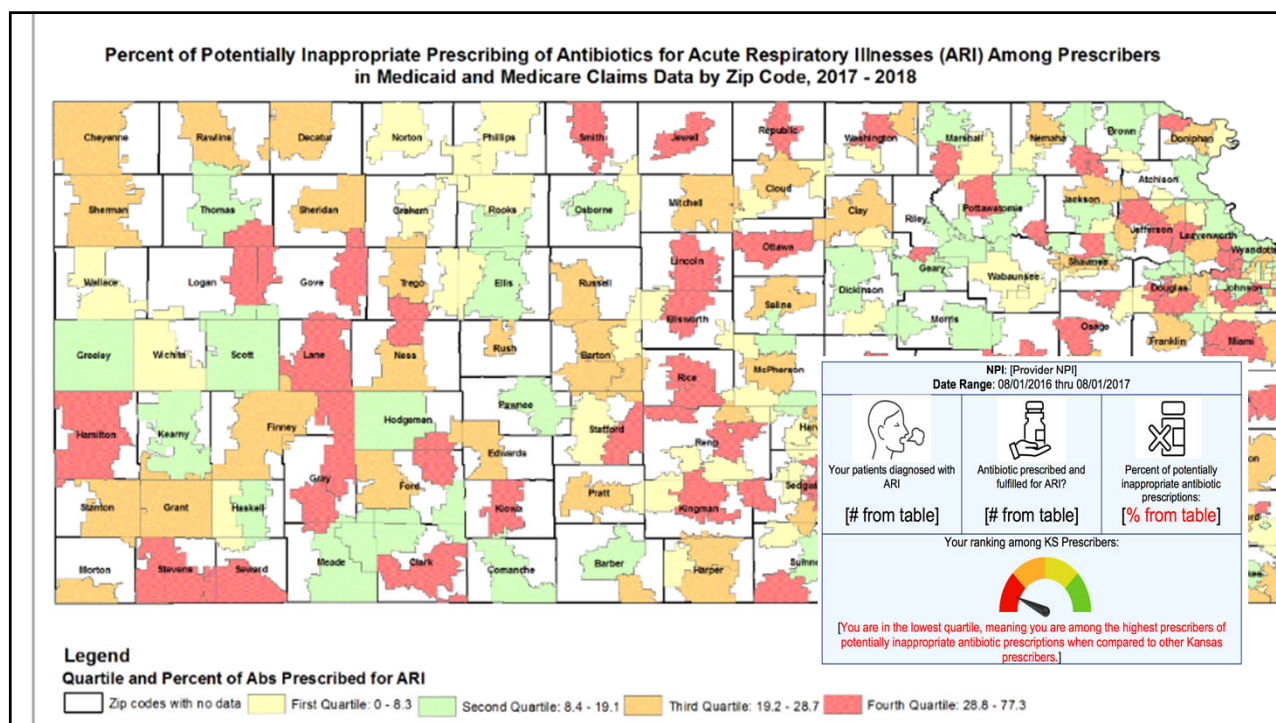 Percent of Potentially Inappropriate Prescribing of Antibiotics for Acute Respiratory Illnesses (ARI) Among Prescribers
in Medicaid and Medicare Claims Data by Zip Code, 2017 - 2018
Cheyenne
Rawlins
Decatur
Norton
Phillips
Smith
Jewell
Republic
Washington
Marshall
Nemaha
Brown
Doniphan
Atchison
Sherman
Thomas
Sheridan
Graham
Rooks
Osborne
Mitchell
Cloud
Clay
Riley
Pottawatomie
Jackson
Jefferson
Leavenworth
Wyandotte
Wallace
Logan
Gove
Trego
Ellis
Russell
Lincoln
Ottawa
Saline
Dickinson
Geary
Wabaunsee
Shawnee
Douglas
Johnson
Greeley
Wichita
Scott
Lane
Ness
Rush
Barton
Ellsworth
McPherson
Morris
Osage
Franklin
Miami
Hamilton
Kearny
Finney
Hodgeman
Pawnee
Stafford
Rice
Reno
Edwards
Gray
Ford
Stanton
Grant
Haskell
Kiowa
Pratt
Kingman
Morton
Stevens
Seward
Meade
Clark
Comanche
Barber
Harper
NPI: [Provider NPI]
Date Range: 08/01/2016 thru 08/01/2017
Your patients diagnosed with
ARI
[# from table]
Antibiotic prescribed and
fulfilled for ARI?
[# from table]
Percent of potentially
inappropriate antibiotic
prescriptions:
[% from table]
Your ranking among KS Prescribers:
[You are in the lowest quartile, meaning you are among the highest prescribers of
potentially inappropriate antibiotic prescriptions when compared to other Kansas
prescribers.]
Legend
Quartile and Percent of Abs Prescribed for ARI
Zip codes with no data
First Quartile: 0 - 8.3
Second Quartile: 8.4 - 19.1
Third Quartile: 19.2 - 28.7
Fourth Quartile: 28.8 - 77.3